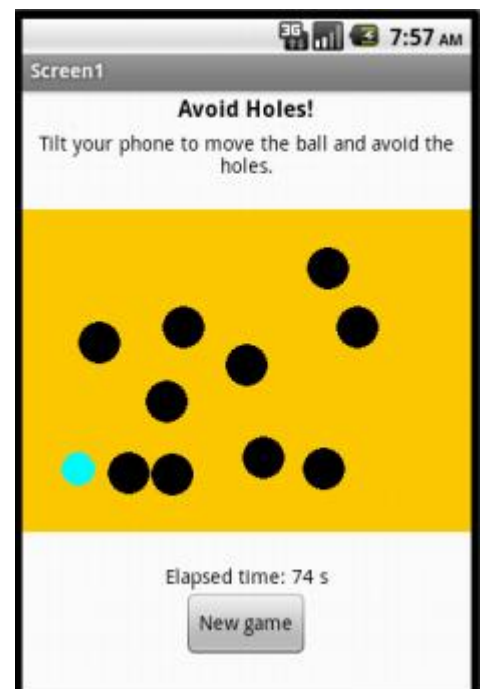 3G 7:57 AM
Screen1
Avoid Holes!
Tilt your phone to move the ball and avoid the
holes.
Elapsed time: 74 s
New game